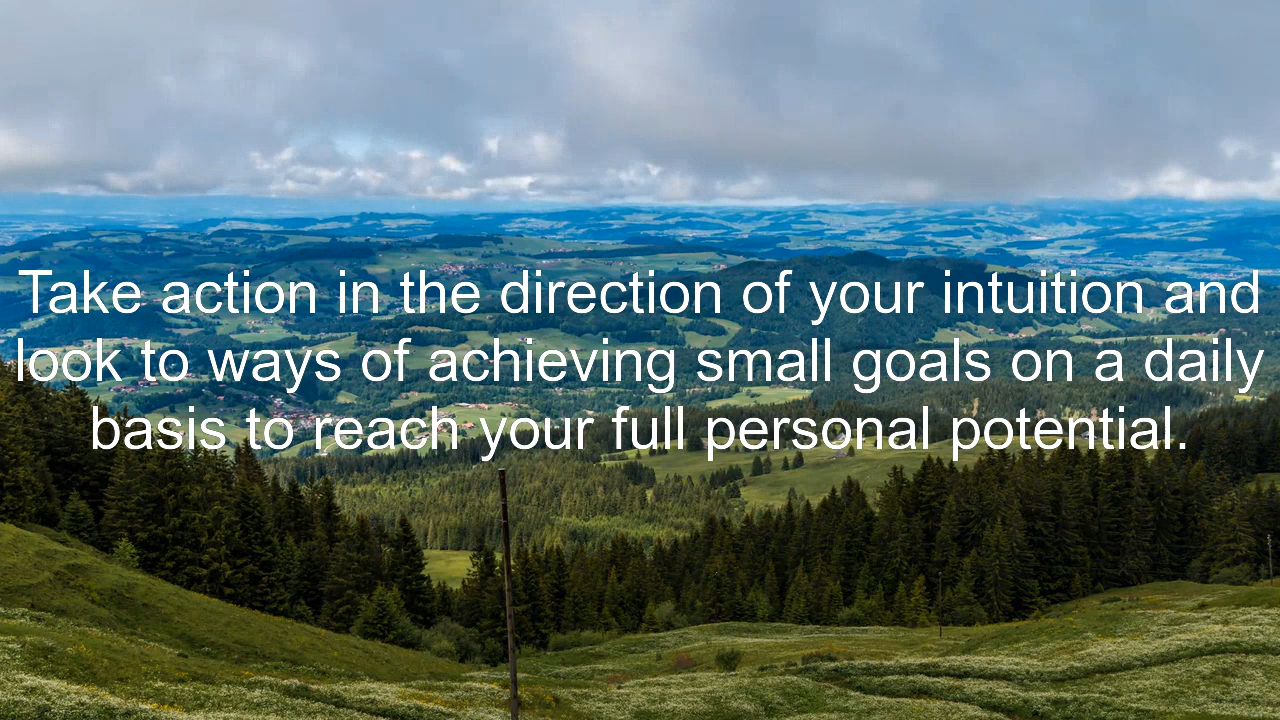 Take action in the direction of your intuition and
look to ways of achieving small goals on a daily
basis to reach your full personal potential.